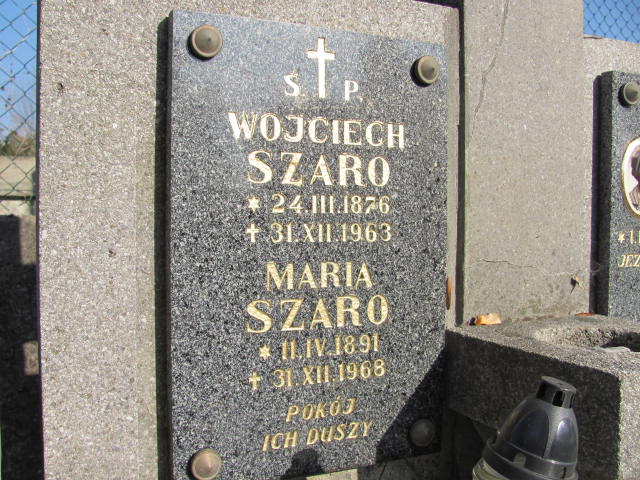 Ś. P.
WOJCIECH
SZARO
* 24.III.1876
+ 31.XII.1963
MARIA
SZARO
* 11.IV.1891
+ 31.XII.1968
POKÓJ
ICH DUSZY